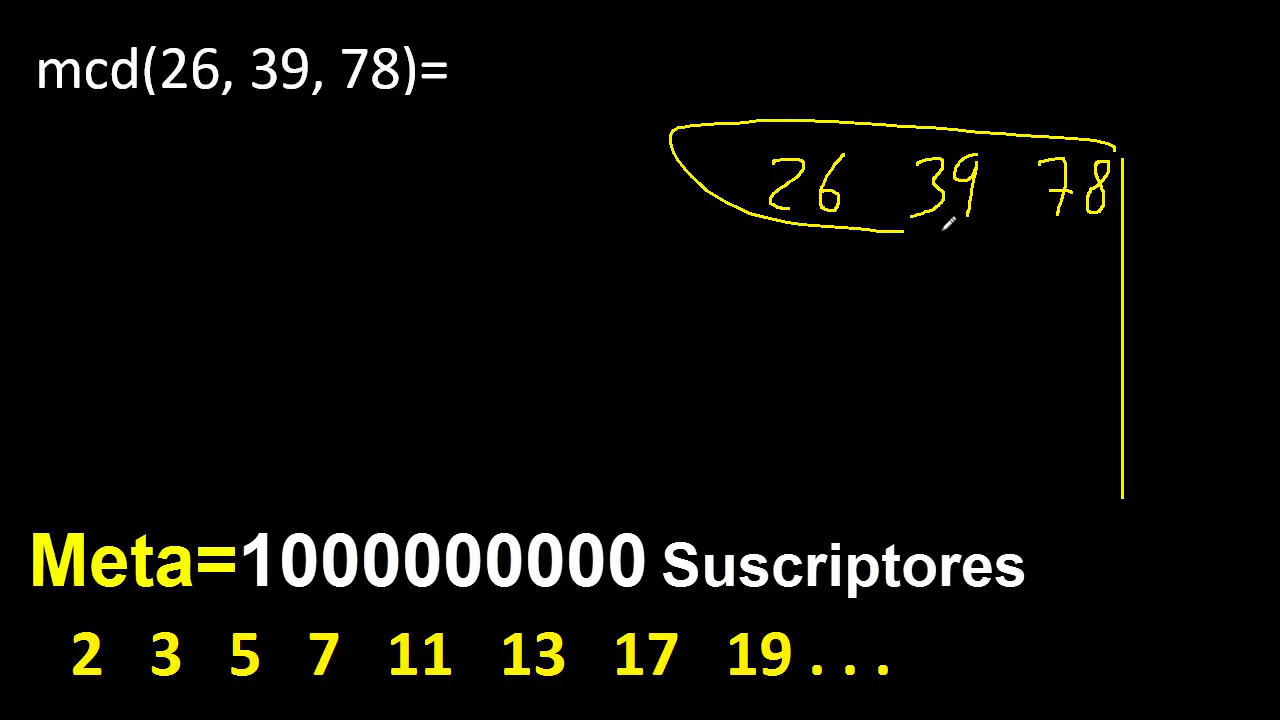 mcd(26, 39, 78)=
26 39 78
Meta=1000000000 Suscriptores
2 3 5 7 11 13 17 19 . . .